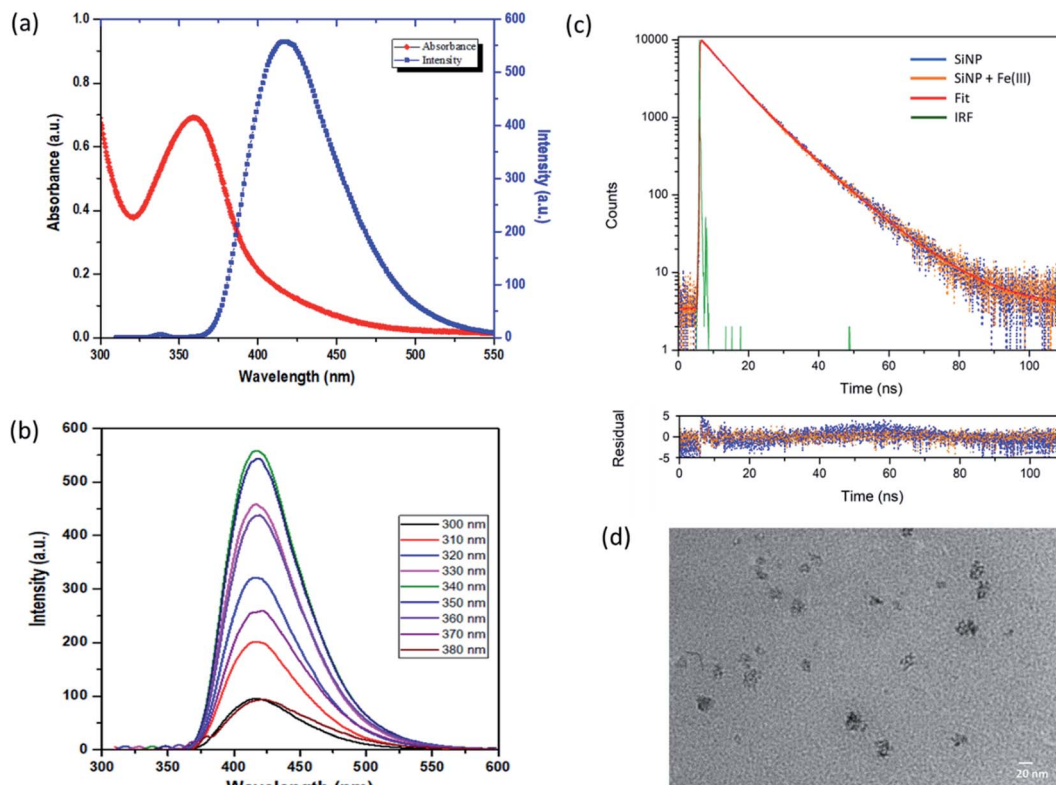 (a)
1.0
0.8
0.6
0.4
0.2
0.0
Absorbance (a.u.)
300 350 400 450 500 550
Wavelength (nm)
600
500
400
300
200
100
0
Intensity (a.u.)
Absorbance
Intensity
(b)
600
500
400
300
200
100
0
Intensity (a.u.)
300 350 400 450 500 550 600
Wavelength (nm)
300 nm
310 nm
320 nm
330 nm
340 nm
350 nm
360 nm
370 nm
380 nm
(c)
10000
1000
100
10
1
Counts
SiNP
SiNP + Fe(III)
Fit
IRF
0 20 40 60 80 100
Time (ns)
5
0
-5
Residual
0 20 40 60 80 100
Time (ns)
(d)
20 nm